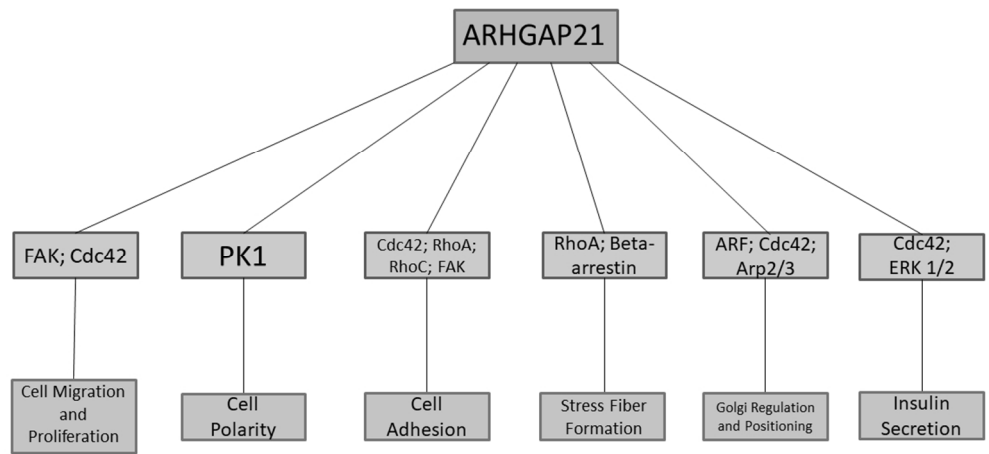 ARHGAP21
FAK; Cdc42
PK1
Cdc42; RhoA;
RhoC; FAK
RhoA; Beta-
arrestin
ARF; Cdc42;
Arp2/3
Cdc42;
ERK 1/2
Cell Migration
and
Proliferation
Cell
Polarity
Cell
Adhesion
Stress Fiber
Formation
Golgi Regulation
and Positioning
Insulin
Secretion